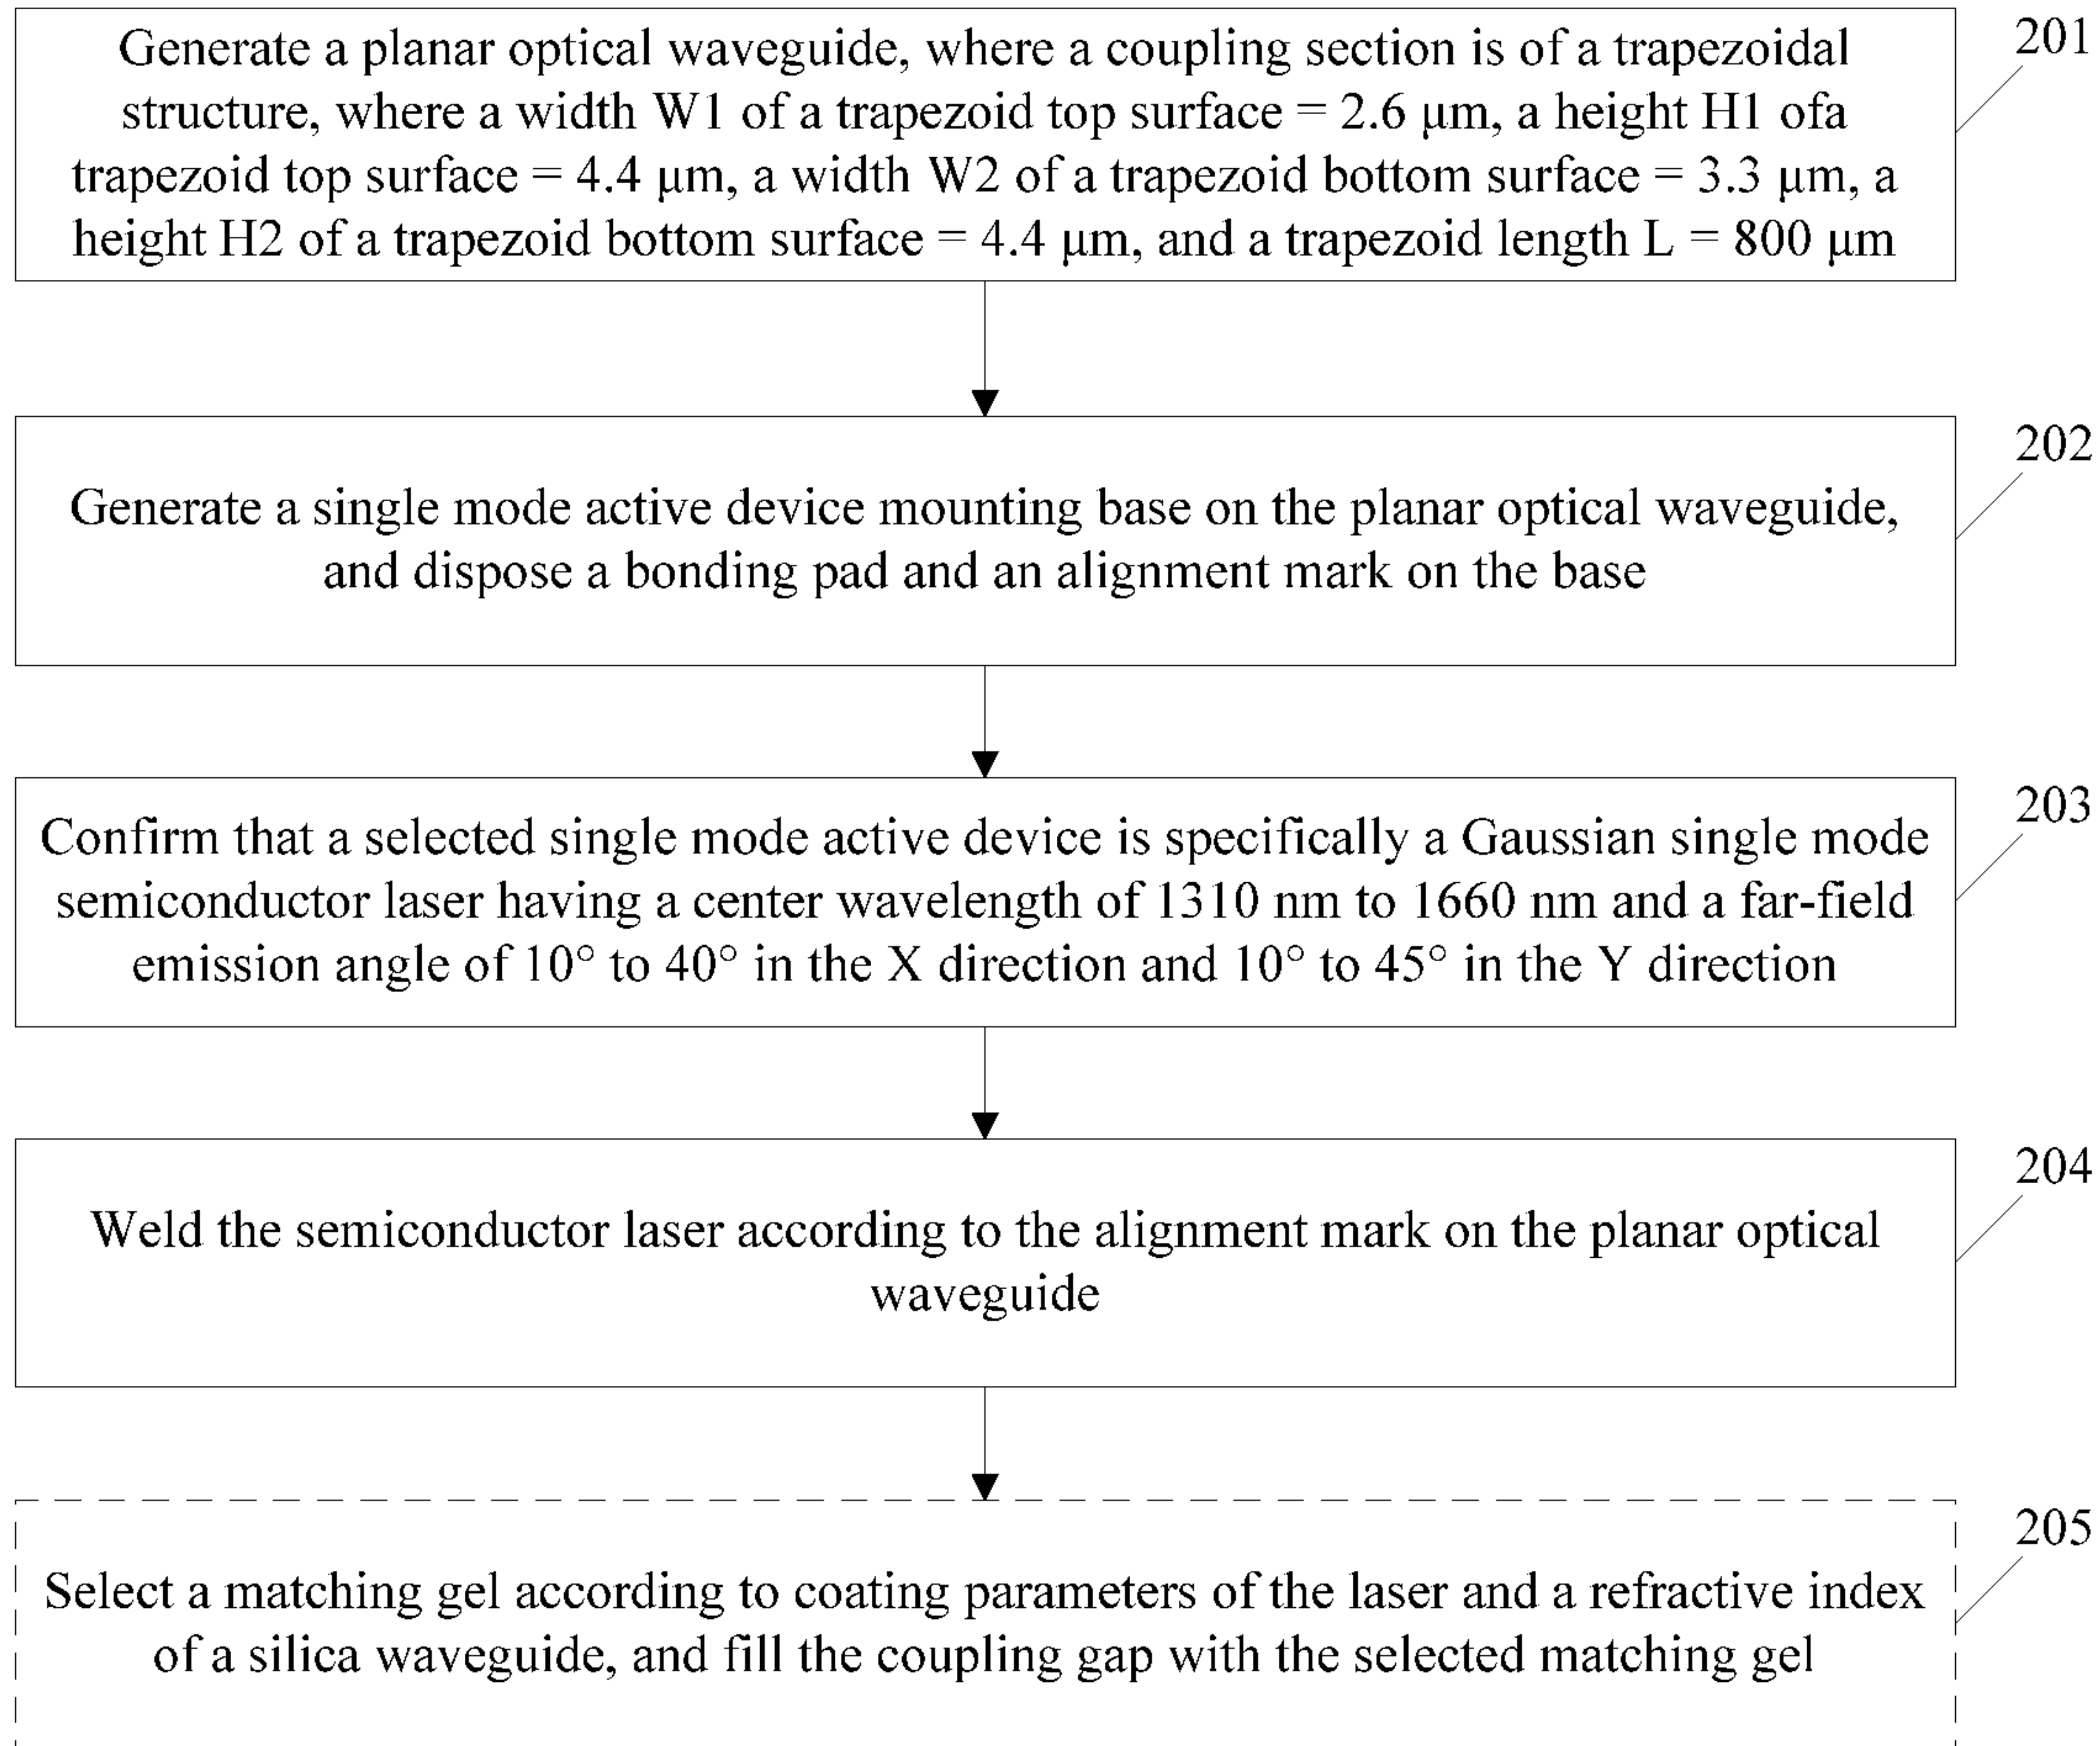 Generate a planar optical waveguide, where a coupling section is of a trapezoidal
structure, where a width W1 of a trapezoid top surface = 2.6 μm, a height H1 ofa
trapezoid top surface = 4.4 μm, a width W2 of a trapezoid bottom surface = 3.3 μm, a
height H2 of a trapezoid bottom surface = 4.4 μm, and a trapezoid length L = 800 μm
201
Generate a single mode active device mounting base on the planar optical waveguide,
and dispose a bonding pad and an alignment mark on the base
202
Confirm that a selected single mode active device is specifically a Gaussian single mode
semiconductor laser having a center wavelength of 1310 nm to 1660 nm and a far-field
emission angle of 10° to 40° in the X direction and 10° to 45° in the Y direction
203
Weld the semiconductor laser according to the alignment mark on the planar optical
waveguide
204
Select a matching gel according to coating parameters of the laser and a refractive index
of a silica waveguide, and fill the coupling gap with the selected matching gel
205